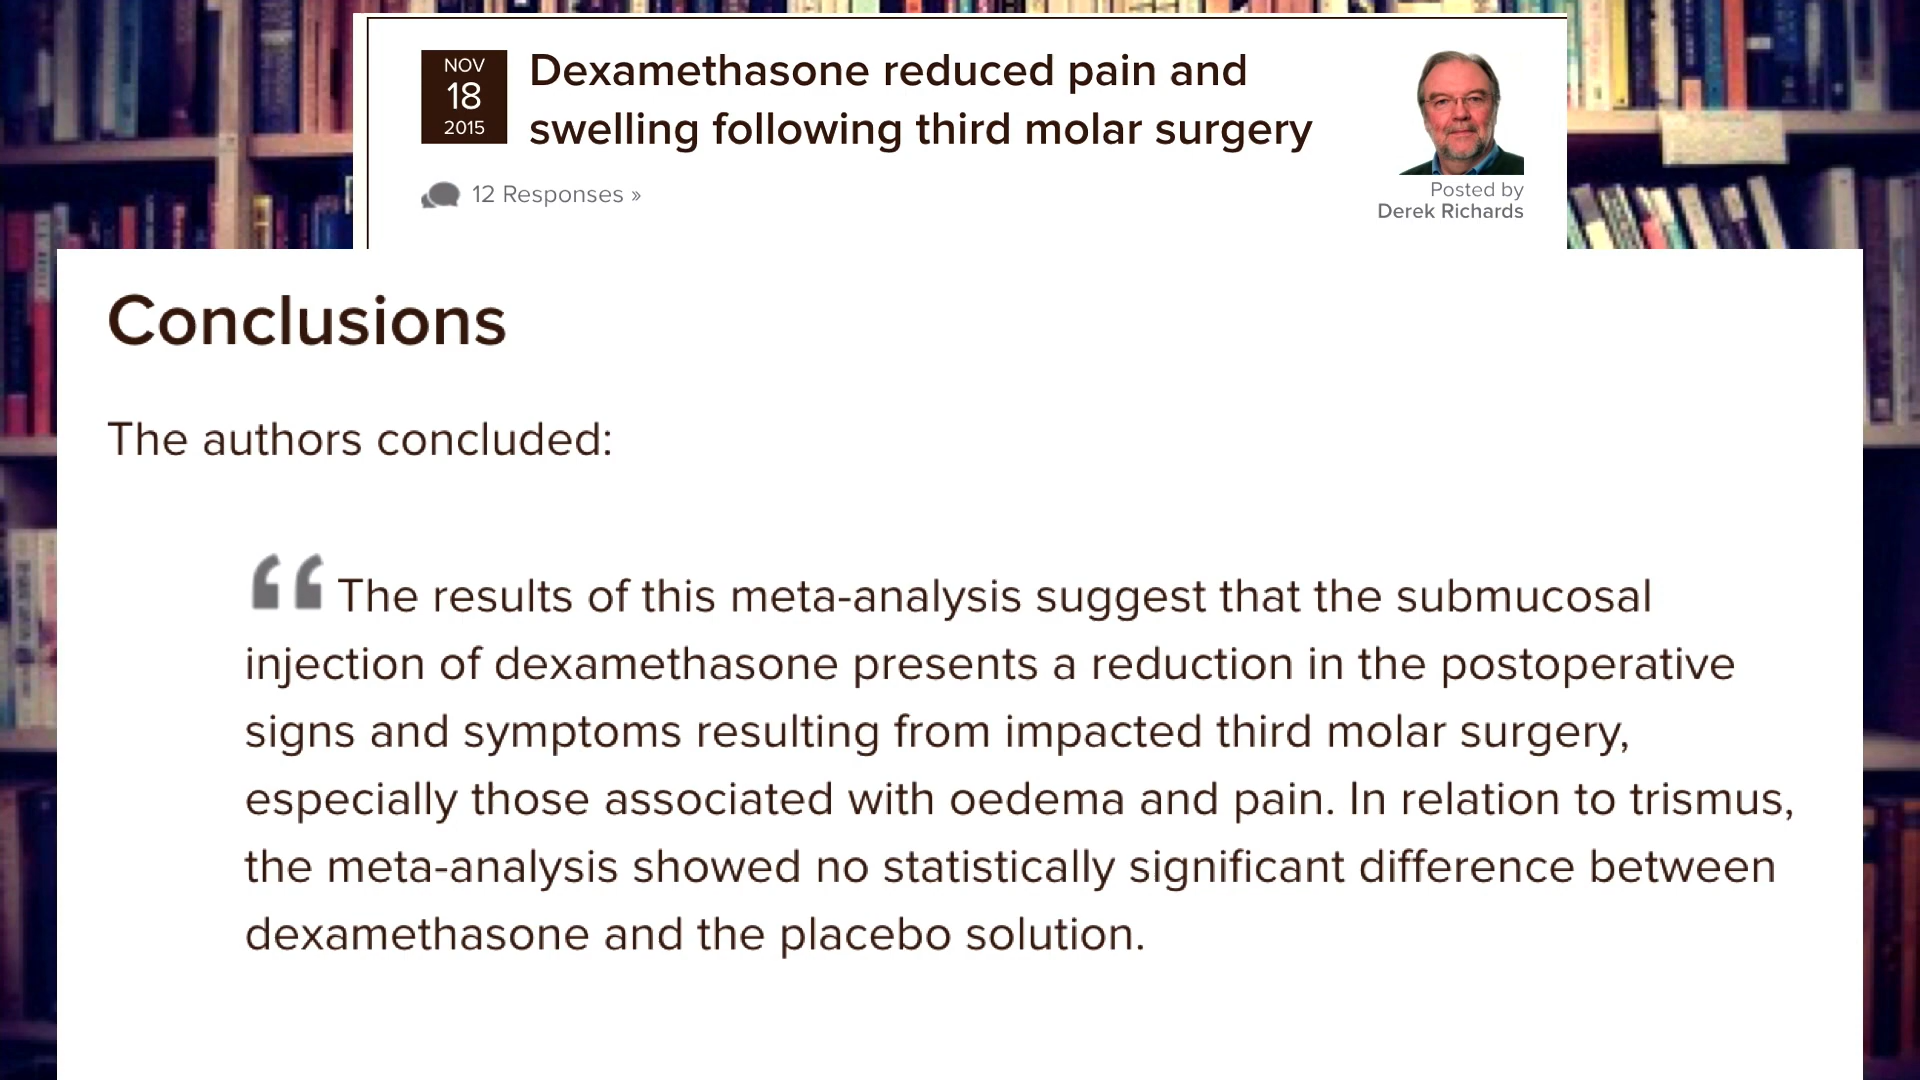 NOV
18
2015
Dexamethasone reduced pain and
swelling following third molar surgery
12 Responses »
Posted by
Derek Richards
Conclusions
The authors concluded:
“The results of this meta-analysis suggest that the submucosal
injection of dexamethasone presents a reduction in the postoperative
signs and symptoms resulting from impacted third molar surgery,
especially those associated with oedema and pain. In relation to trismus,
the meta-analysis showed no statistically significant difference between
dexamethasone and the placebo solution.